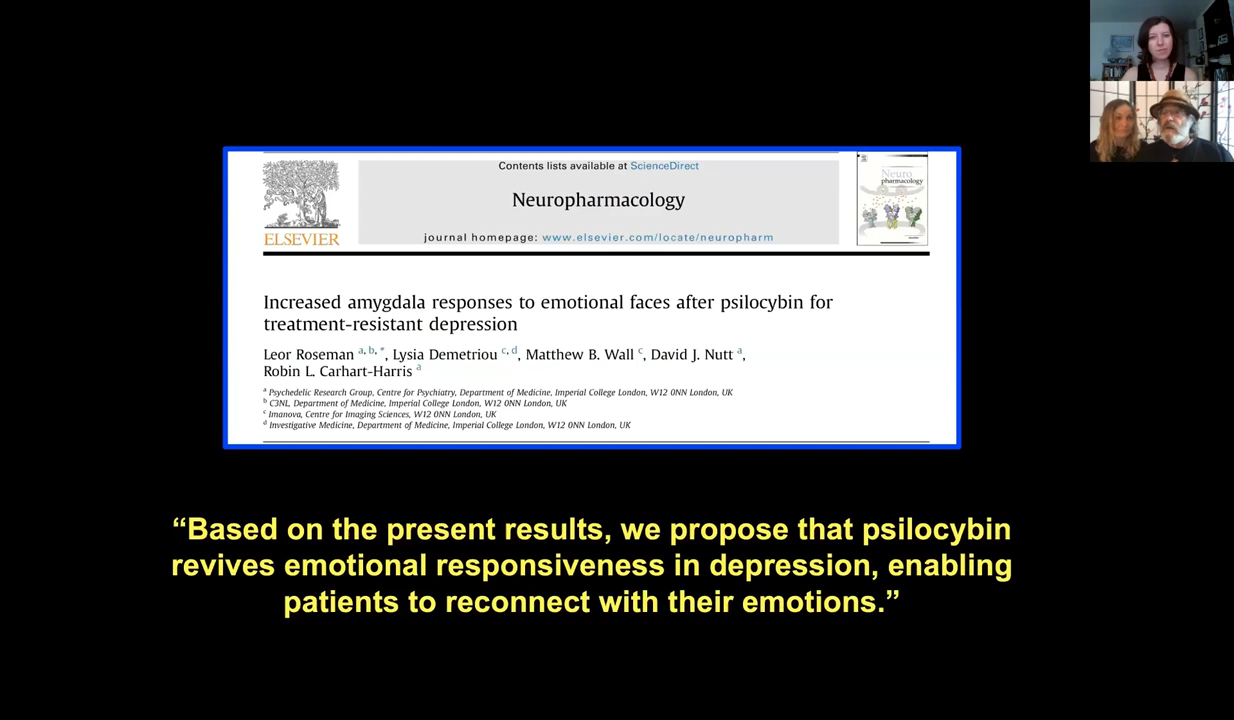 Contents lists available at ScienceDirect
Neuropharmacology
journal homepage: www.elsevier.com/locate/neuropharm
ELSEVIER
Neuro
pharmacology
Increased amygdala responses to emotional faces after psilocybin for
treatment-resistant depression
Leor Roseman a, b, *, Lysia Demetriou c, d, Matthew B. Wall c, David J. Nutt a,
Robin L. Carhart-Harris a
a Psychedelic Research Group, Centre for Psychiatry, Department of Medicine, Imperial College London, W12 0NN London, UK
b C3NL, Department of Medicine, Imperial College London, W12 0NN London, UK
c Imanova, Centre for Imaging Sciences, W12 0NN London, UK
d Investigative Medicine, Department of Medicine, Imperial College London, W12 0NN London, UK
“Based on the present results, we propose that psilocybin
revives emotional responsiveness in depression, enabling
patients to reconnect with their emotions.”